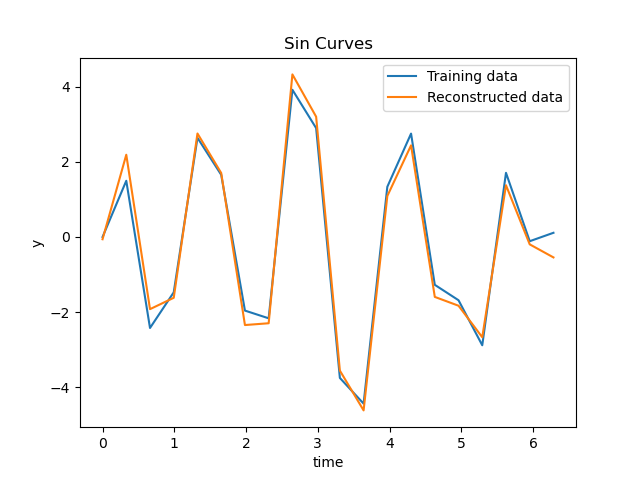 Sin Curves
Training data
Reconstructed data
y
4
2
0
−2
−4
0 1 2 3 4 5 6
time